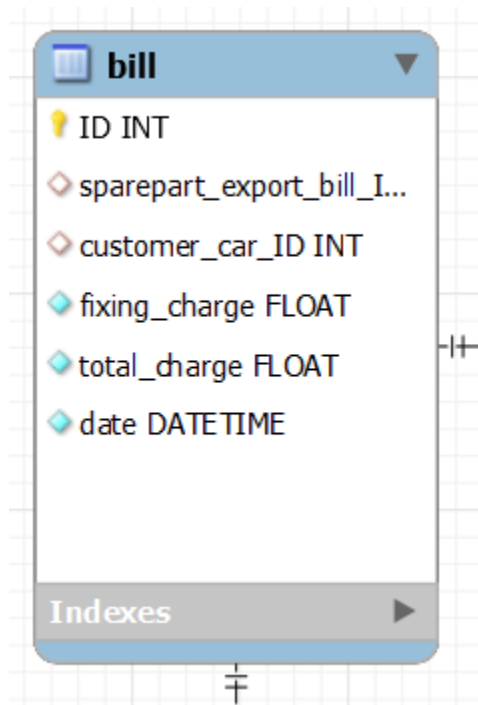 bill
ID INT
sparepart_export_bill_I...
customer_car_ID INT
fixing_charge FLOAT
total_charge FLOAT
date DATETIME
Indexes